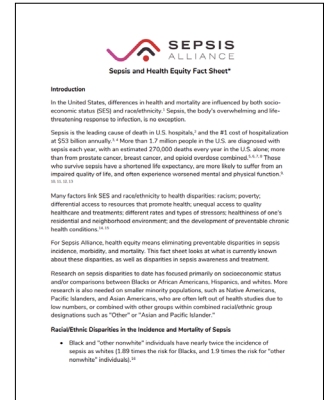 SEPSIS
ALLIANCE
Sepsis and Health Equity Fact Sheet*
Introduction
In the United States, differences in health and mortality are influenced by both socio-
economic status (SES) and race/ethnicity.¹ Sepsis, the body's overwhelming and life-
threatening response to infection, is no exception.
Sepsis is the leading cause of death in U.S. hospitals,² and the #1 cost of hospitalization
at $53 billion annually.³ ⁴ More than 1.7 million people in the U.S. are diagnosed with
sepsis each year, with an estimated 270,000 deaths every year in the U.S. alone; more
than from prostate cancer, breast cancer, and opioid overdose combined.⁵ ⁶ ⁷ ⁸ Those
who survive sepsis have a shortened life expectancy, are more likely to suffer from an
impaired quality of life, and often experience worsened mental and physical function.⁹
¹⁰ ¹¹ ¹² ¹³
Many factors link SES and race/ethnicity to health disparities: racism; poverty;
differential access to resources that promote health; unequal access to quality
healthcare and treatments; different rates and types of stressors; healthiness of one's
residential and neighborhood environment; and the development of preventable chronic
health conditions.¹⁴ ¹⁵
For Sepsis Alliance, health equity means eliminating preventable disparities in sepsis
incidence, morbidity, and mortality. This fact sheet looks at what is currently known
about these disparities, as well as disparities in sepsis awareness and treatment.
Research on sepsis disparities to date has focused primarily on socioeconomic status
and/or comparisons between Blacks or African Americans, Hispanics, and whites. More
research is also needed on smaller minority populations, such as Native Americans,
Pacific Islanders, and Asian Americans, who are often left out of health studies due to
low numbers, or combined with other groups within combined racial/ethnic group
designations such as "Other" or "Asian and Pacific Islander."
Racial/Ethnic Disparities in the Incidence and Mortality of Sepsis
• Black and "other nonwhite" individuals have nearly twice the incidence of
sepsis as whites (1.89 times the risk for Blacks, and 1.9 times the risk for "other
nonwhite" individuals).¹⁶